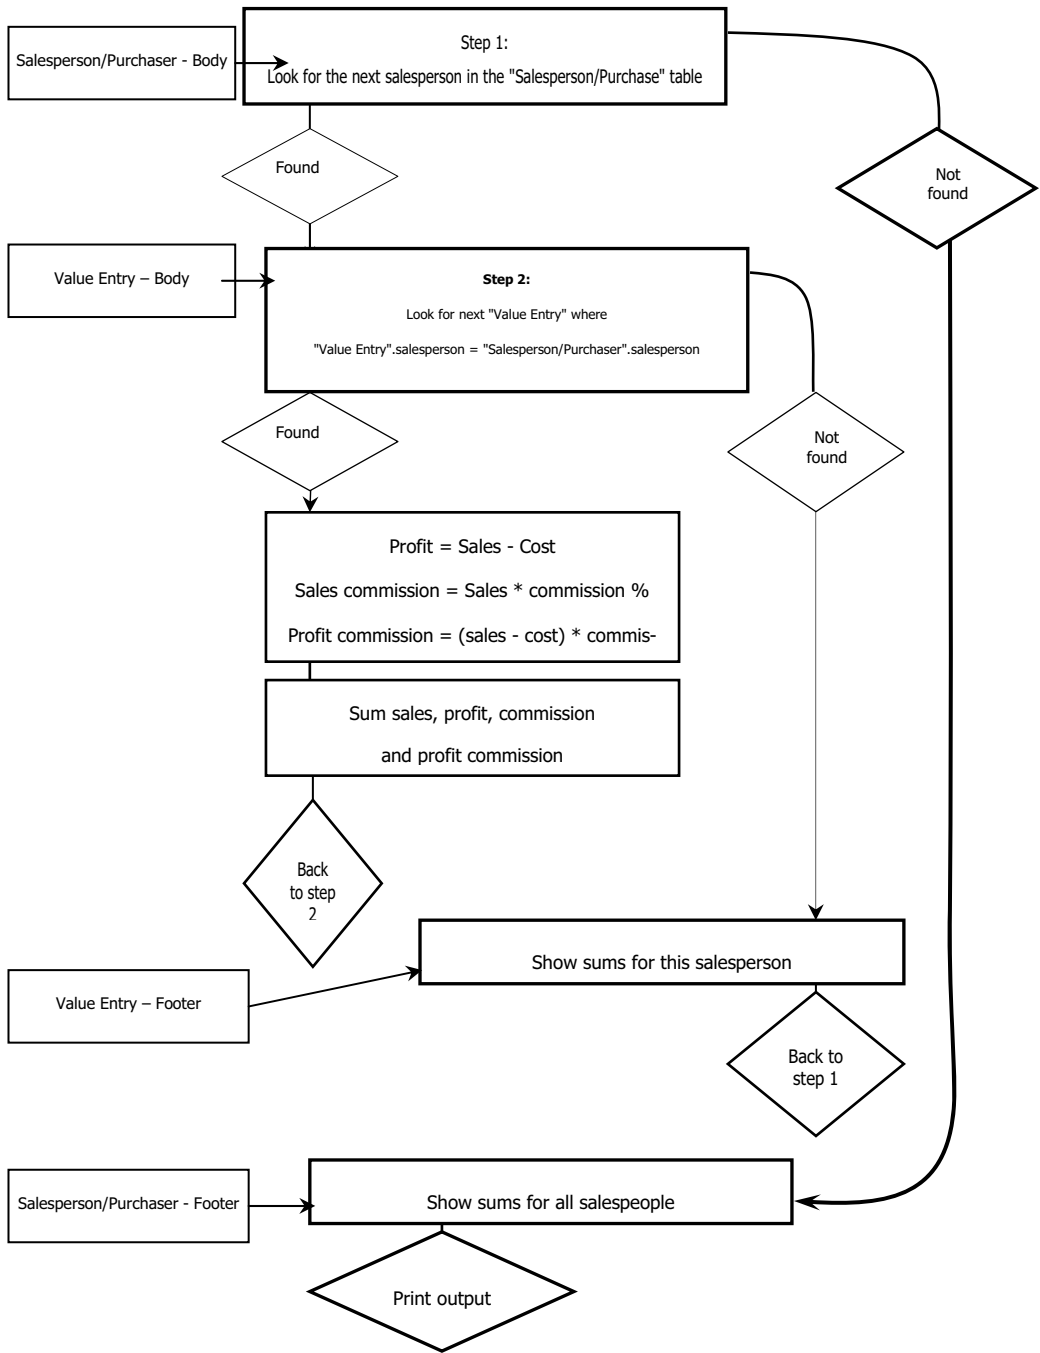 Salesperson/Purchaser - Body
Step 1:
Look for the next salesperson in the "Salesperson/Purchase" table
Found
Not
found
Value Entry – Body
Step 2:
Look for next "Value Entry" where
"Value Entry".salesperson = "Salesperson/Purchaser".salesperson
Found
Not
found
Profit = Sales - Cost
Sales commission = Sales * commission %
Profit commission = (sales - cost) * commis-
Sum sales, profit, commission
and profit commission
Back
to step
2
Show sums for this salesperson
Value Entry – Footer
Back to
step 1
Salesperson/Purchaser - Footer
Show sums for all salespeople
Print output